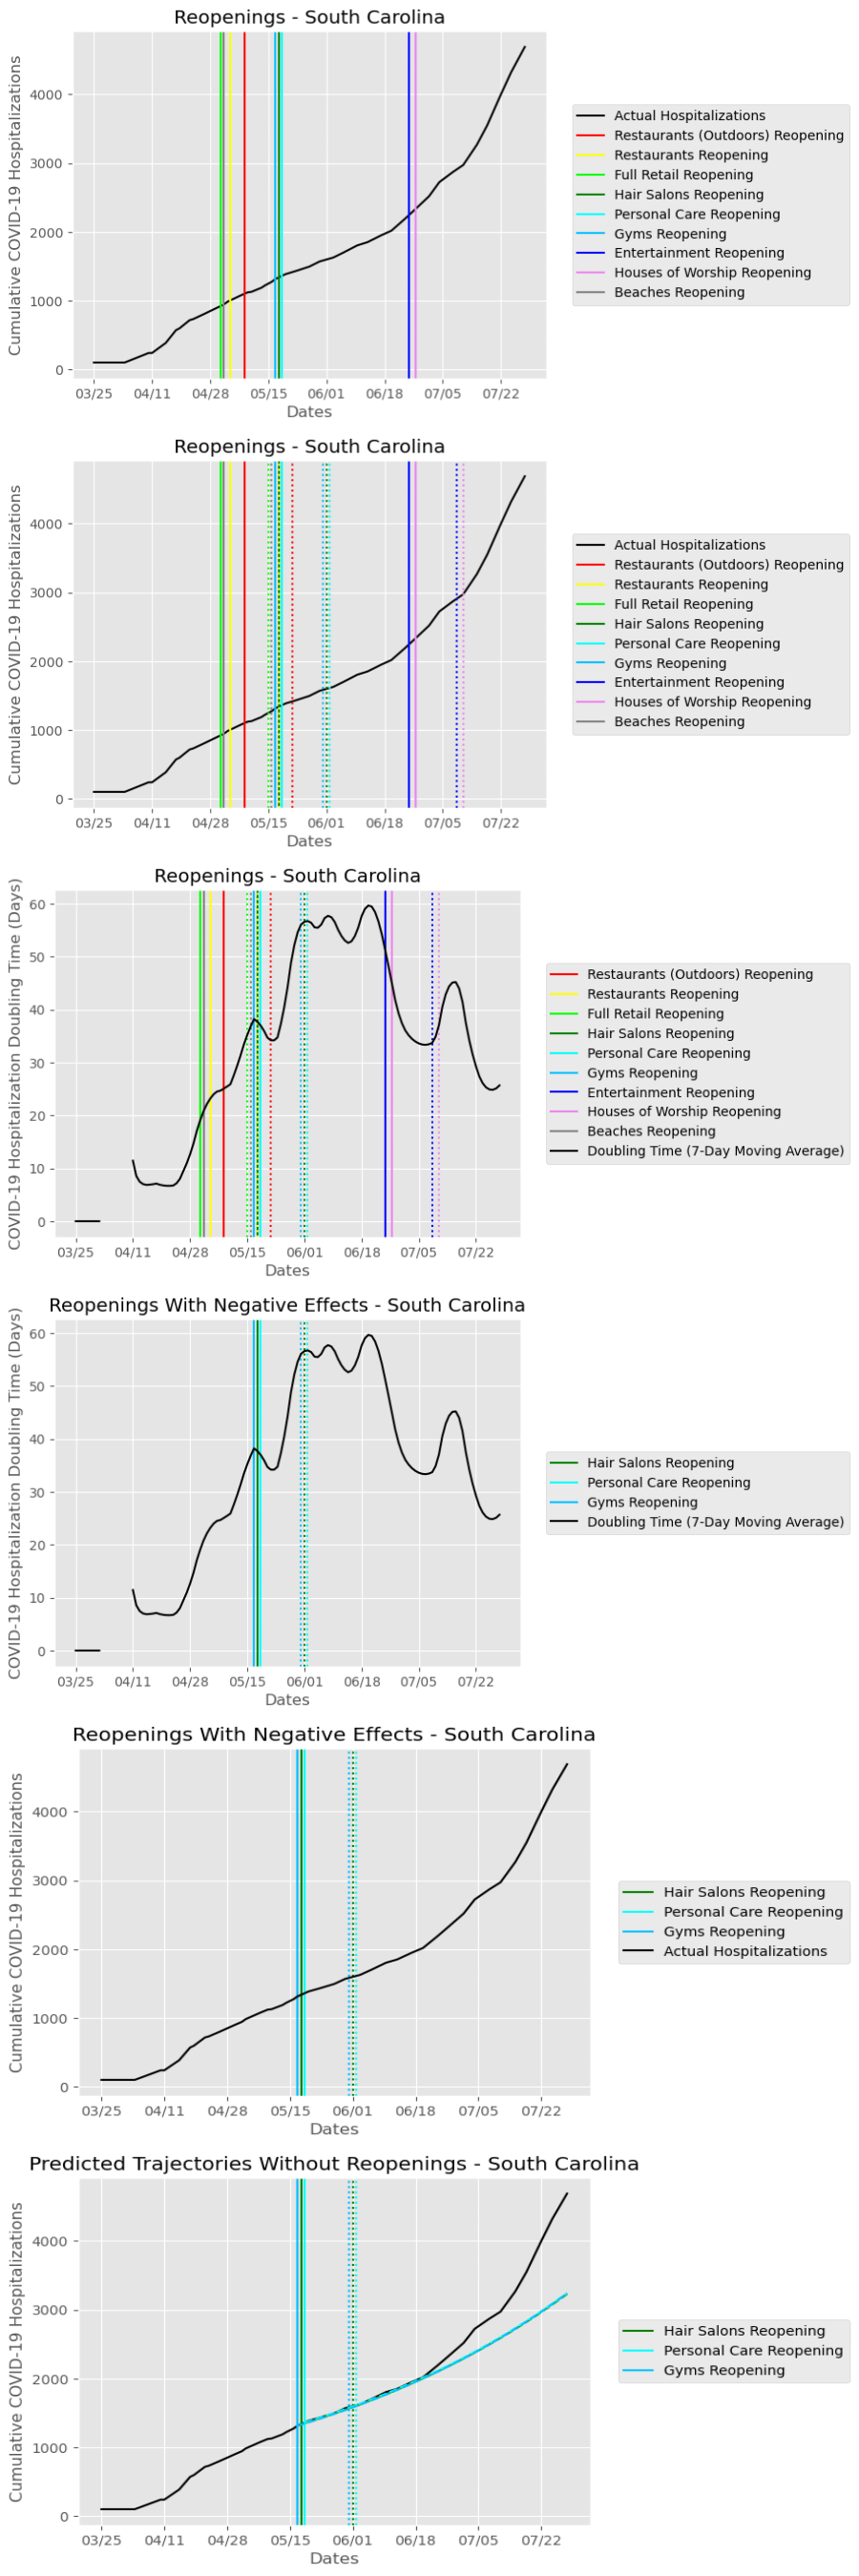 Reopenings - South Carolina
Cumulative COVID-19 Hospitalizations
4000
3000
2000
1000
0
03/25 04/11 04/28 05/15 06/01 06/18 07/05 07/22
Dates
Actual Hospitalizations
Restaurants (Outdoors) Reopening
Restaurants Reopening
Full Retail Reopening
Hair Salons Reopening
Personal Care Reopening
Gyms Reopening
Entertainment Reopening
Houses of Worship Reopening
Beaches Reopening
Reopenings - South Carolina
Cumulative COVID-19 Hospitalizations
4000
3000
2000
1000
0
03/25 04/11 04/28 05/15 06/01 06/18 07/05 07/22
Dates
Actual Hospitalizations
Restaurants (Outdoors) Reopening
Restaurants Reopening
Full Retail Reopening
Hair Salons Reopening
Personal Care Reopening
Gyms Reopening
Entertainment Reopening
Houses of Worship Reopening
Beaches Reopening
Reopenings - South Carolina
COVID-19 Hospitalization Doubling Time (Days)
60
50
40
30
20
10
0
03/25 04/11 04/28 05/15 06/01 06/18 07/05 07/22
Dates
Restaurants (Outdoors) Reopening
Restaurants Reopening
Full Retail Reopening
Hair Salons Reopening
Personal Care Reopening
Gyms Reopening
Entertainment Reopening
Houses of Worship Reopening
Beaches Reopening
Doubling Time (7-Day Moving Average)
Reopenings With Negative Effects - South Carolina
COVID-19 Hospitalization Doubling Time (Days)
60
50
40
30
20
10
0
03/25 04/11 04/28 05/15 06/01 06/18 07/05 07/22
Dates
Hair Salons Reopening
Personal Care Reopening
Gyms Reopening
Doubling Time (7-Day Moving Average)
Reopenings With Negative Effects - South Carolina
Cumulative COVID-19 Hospitalizations
4000
3000
2000
1000
0
03/25 04/11 04/28 05/15 06/01 06/18 07/05 07/22
Dates
Hair Salons Reopening
Personal Care Reopening
Gyms Reopening
Actual Hospitalizations
Predicted Trajectories Without Reopenings - South Carolina
Cumulative COVID-19 Hospitalizations
4000
3000
2000
1000
0
03/25 04/11 04/28 05/15 06/01 06/18 07/05 07/22
Dates
Hair Salons Reopening
Personal Care Reopening
Gyms Reopening